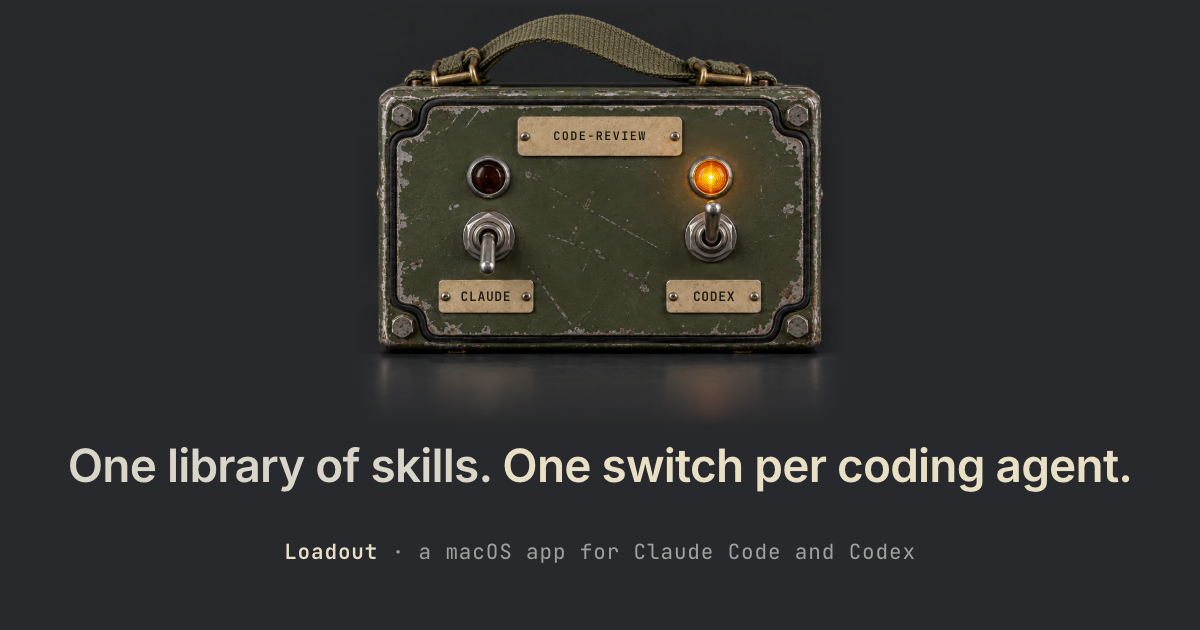 CODE-REVIEW
CLAUDE
CODEX
One library of skills. One switch per coding agent.
Loadout · a macOS app for Claude Code and Codex